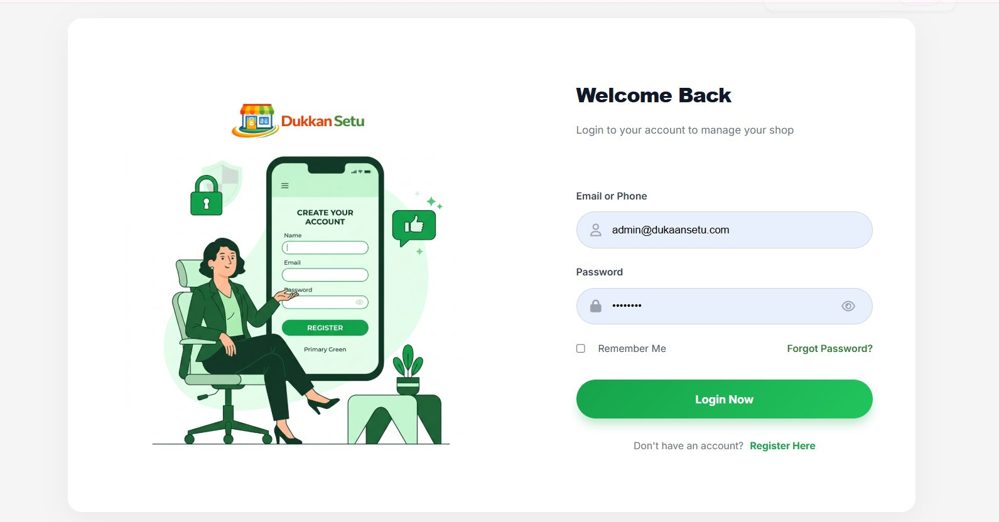 Dukkan Setu
CREATE YOUR
ACCOUNT
Name
Email
Password
REGISTER
Primary Green
Welcome Back
Login to your account to manage your shop
Email or Phone
admin@dukaansetu.com
Password
••••••••
Remember Me
Forgot Password?
Login Now
Don't have an account? Register Here